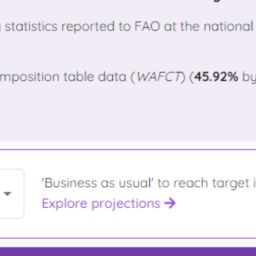 statistics reported to FAO at the national
mposition table data (WAFCT) (45.92% by
'Business as usual' to reach target i
Explore projections →